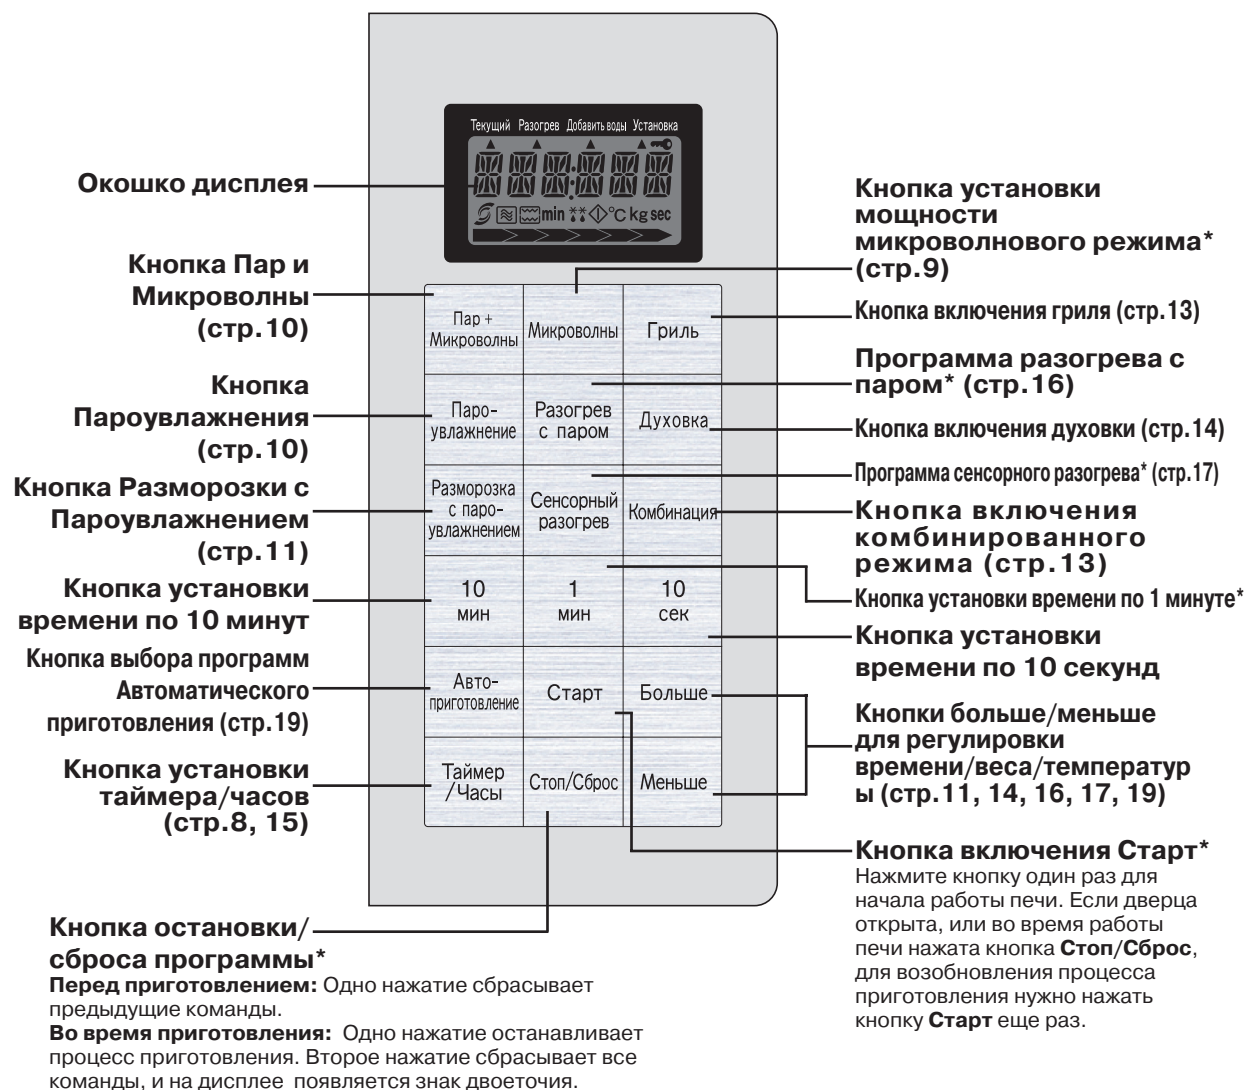 Текущий Разогрев Добавить воды Установка
min °C kg sec
Окошко дисплея
Кнопка Пар и
Микроволны
(стр.10)
Кнопка
Пароувлажнения
(стр.10)
Кнопка Разморозки с
Пароувлажнением
(стр.11)
Кнопка установки
времени по 10 минут
Кнопка выбора программ
Автоматического
приготовления (стр.19)
Кнопка установки
таймера/часов
(стр.8, 15)
Пар +
Микроволны
Микроволны
Гриль
Паро-
увлажнение
Разогрев
с паром
Духовка
Разморозка
с паро-
увлажнением
Сенсорный
разогрев
Комбинация
10
мин
1
мин
10
сек
Авто-
приготовление
Старт
Больше
Таймер
/Часы
Стоп/Сброс
Меньше
Кнопка установки
мощности
микроволнового режима*
(стр.9)
Кнопка включения гриля (стр.13)
Программа разогрева с
паром* (стр.16)
Кнопка включения духовки (стр.14)
Программа сенсорного разогрева* (стр.17)
Кнопка включения
комбинированного
режима (стр.13)
Кнопка установки времени по 1 минуте*
Кнопка установки
времени по 10 секунд
Кнопки больше/меньше
для регулировки
времени/веса/температур
ы (стр.11, 14, 16, 17, 19)
Кнопка включения Старт*
Нажмите кнопку один раз для
начала работы печи. Если дверца
открыта, или во время работы
печи нажата кнопка Стоп/Сброс,
для возобновления процесса
приготовления нужно нажать
кнопку Старт еще раз.
Кнопка остановки/
сброса программы*
Перед приготовлением: Одно нажатие сбрасывает
предыдущие команды.
Во время приготовления: Одно нажатие останавливает
процесс приготовления. Второе нажатие сбрасывает все
команды, и на дисплее появляется знак двоеточия.